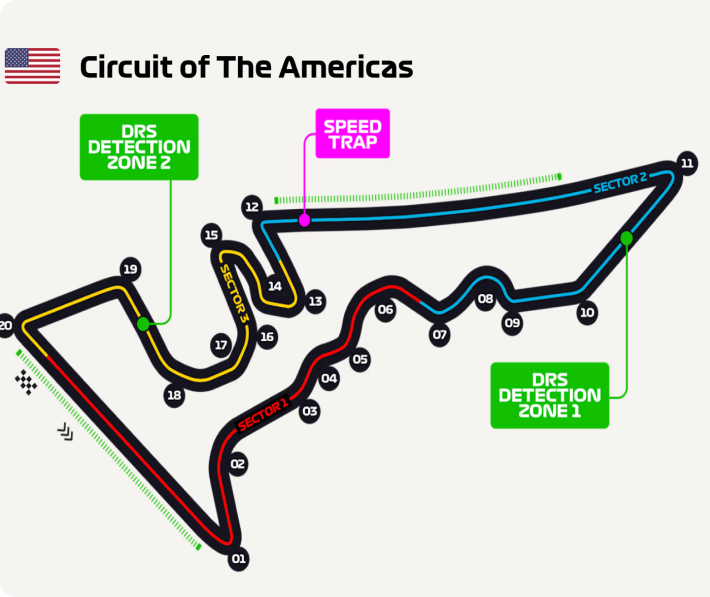 Circuit of The Americas
DRS
DETECTION
ZONE 2
SPEED
TRAP
11
SECTOR 2
12
15
19
14
13
SECTOR 3
20
06
08
10
07
09
17
16
05
18
04
03
SECTOR 1
DRS
DETECTION
ZONE 1
02
01